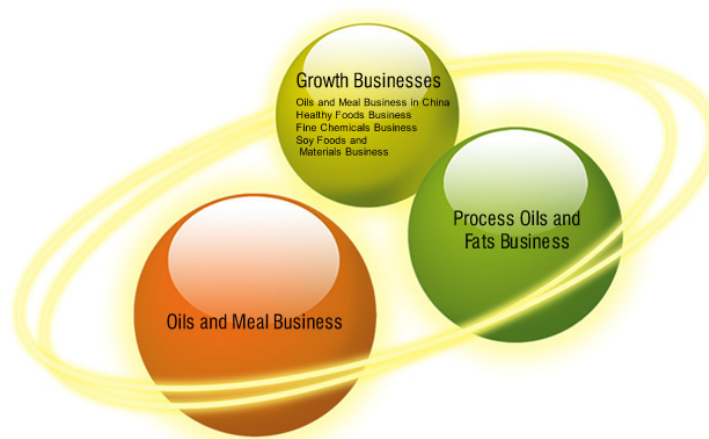 Growth Businesses
Oils and Meal Business in China
Healthy Foods Business
Fine Chemicals Business
Soy Foods and
Materials Business
Process Oils and
Fats Business
Oils and Meal Business